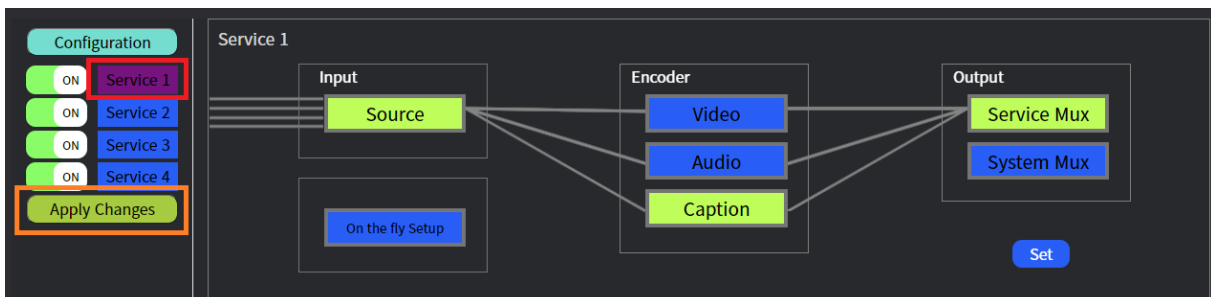 Configuration
ON Service 1
ON Service 2
ON Service 3
ON Service 4
Apply Changes
Service 1
Input
Source
On the fly Setup
Encoder
Video
Audio
Caption
Output
Service Mux
System Mux
Set